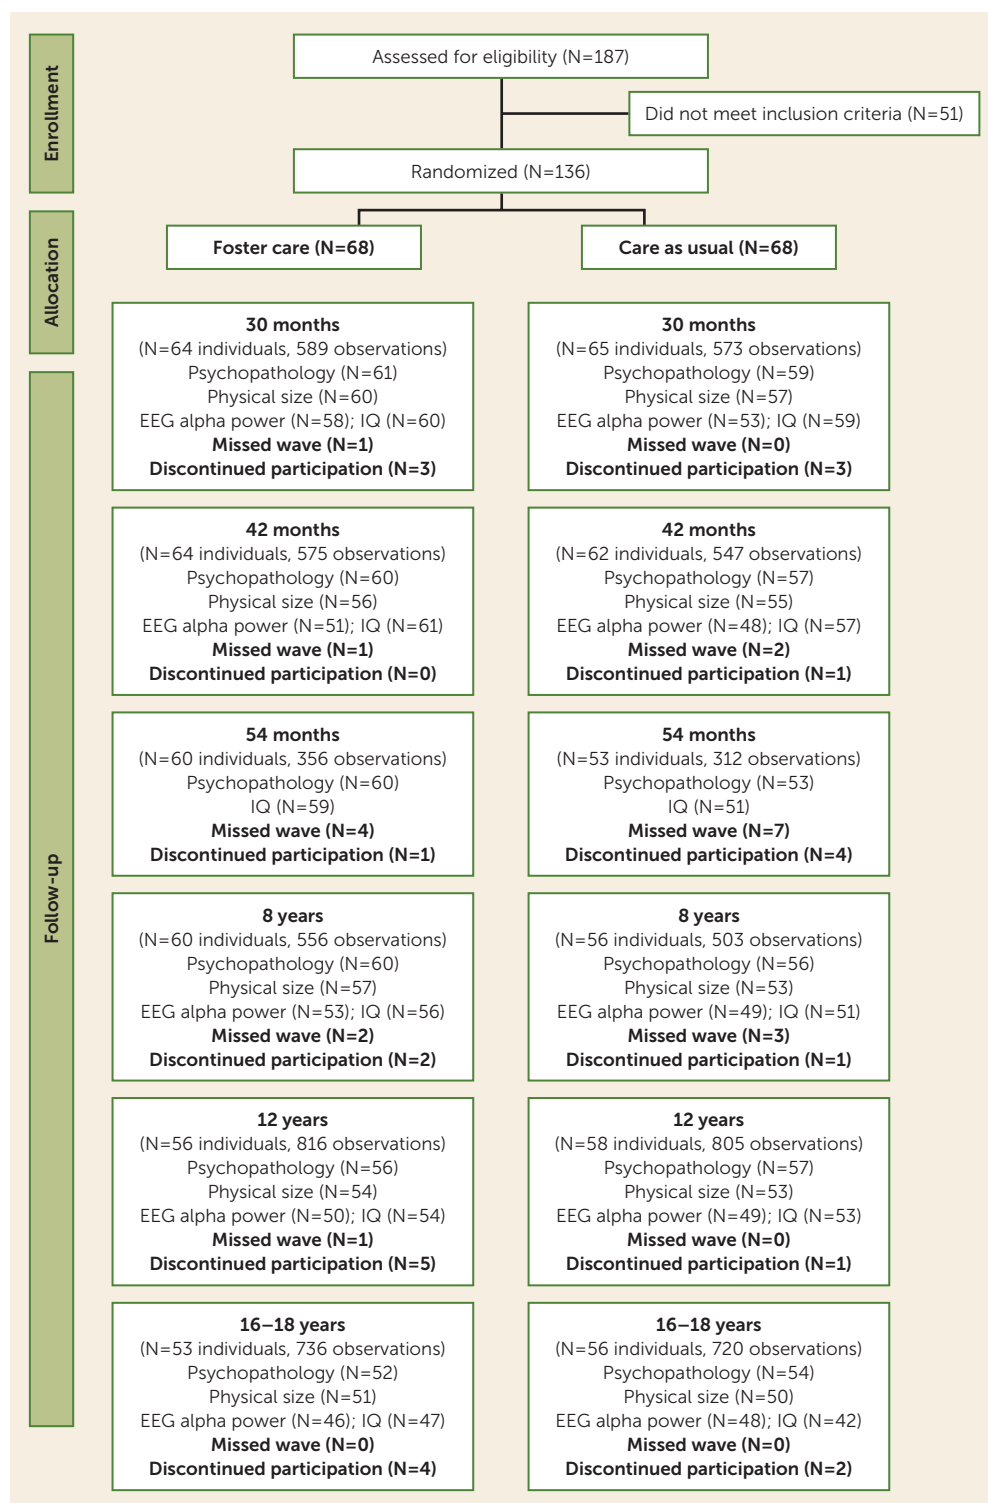 Enrollment
Assessed for eligibility (N=187)
Did not meet inclusion criteria (N=51)
Randomized (N=136)
Allocation
Foster care (N=68)
Care as usual (N=68)
Follow-up
30 months
(N=64 individuals, 589 observations)
Psychopathology (N=61)
Physical size (N=60)
EEG alpha power (N=58); IQ (N=60)
Missed wave (N=1)
Discontinued participation (N=3)
30 months
(N=65 individuals, 573 observations)
Psychopathology (N=59)
Physical size (N=57)
EEG alpha power (N=53); IQ (N=59)
Missed wave (N=0)
Discontinued participation (N=3)
42 months
(N=64 individuals, 575 observations)
Psychopathology (N=60)
Physical size (N=56)
EEG alpha power (N=51); IQ (N=61)
Missed wave (N=1)
Discontinued participation (N=0)
42 months
(N=62 individuals, 547 observations)
Psychopathology (N=57)
Physical size (N=55)
EEG alpha power (N=48); IQ (N=57)
Missed wave (N=2)
Discontinued participation (N=1)
54 months
(N=60 individuals, 356 observations)
Psychopathology (N=60)
IQ (N=59)
Missed wave (N=4)
Discontinued participation (N=1)
54 months
(N=53 individuals, 312 observations)
Psychopathology (N=53)
IQ (N=51)
Missed wave (N=7)
Discontinued participation (N=4)
8 years
(N=60 individuals, 556 observations)
Psychopathology (N=60)
Physical size (N=57)
EEG alpha power (N=53); IQ (N=56)
Missed wave (N=2)
Discontinued participation (N=2)
8 years
(N=56 individuals, 503 observations)
Psychopathology (N=56)
Physical size (N=53)
EEG alpha power (N=49); IQ (N=51)
Missed wave (N=3)
Discontinued participation (N=1)
12 years
(N=56 individuals, 816 observations)
Psychopathology (N=56)
Physical size (N=54)
EEG alpha power (N=50); IQ (N=54)
Missed wave (N=1)
Discontinued participation (N=5)
12 years
(N=58 individuals, 805 observations)
Psychopathology (N=57)
Physical size (N=53)
EEG alpha power (N=49); IQ (N=53)
Missed wave (N=0)
Discontinued participation (N=1)
16–18 years
(N=53 individuals, 736 observations)
Psychopathology (N=52)
Physical size (N=51)
EEG alpha power (N=46); IQ (N=47)
Missed wave (N=0)
Discontinued participation (N=4)
16–18 years
(N=56 individuals, 720 observations)
Psychopathology (N=54)
Physical size (N=50)
EEG alpha power (N=48); IQ (N=42)
Missed wave (N=0)
Discontinued participation (N=2)